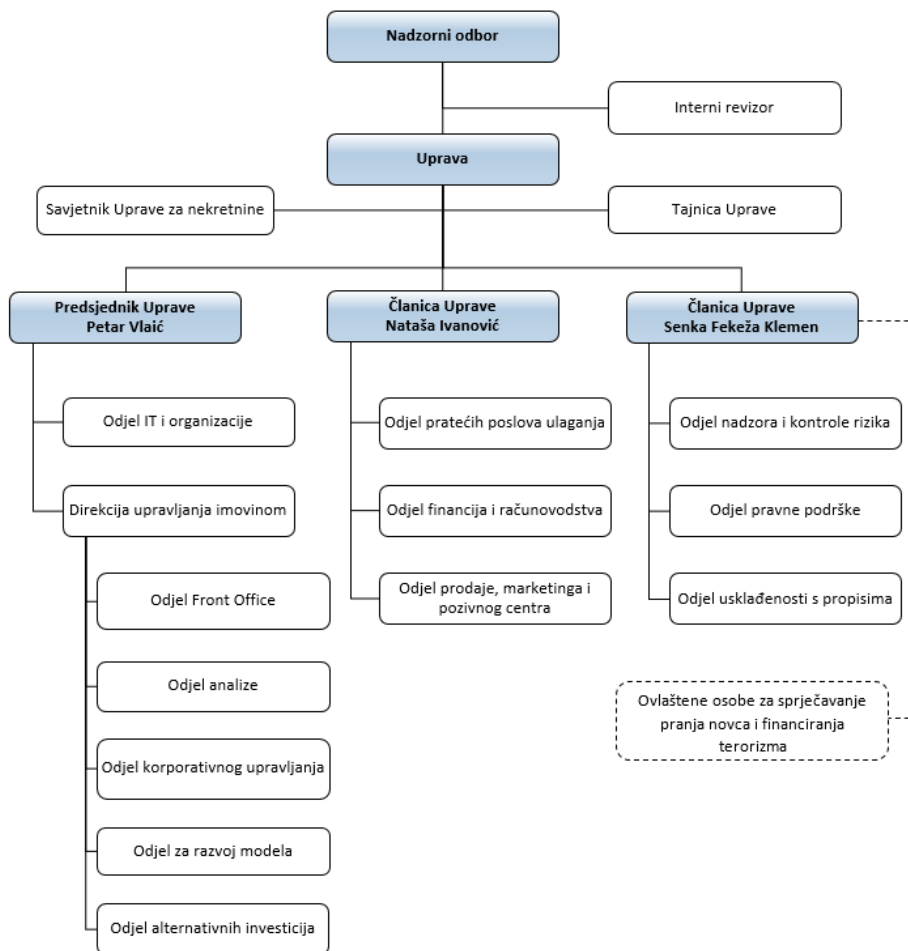 Nadzorni odbor
Interni revizor
Uprava
Savjetnik Uprave za nekretnine
Tajnica Uprave
Predsjednik Uprave
Petar Vlaić
Članica Uprave
Nataša Ivanović
Članica Uprave
Senka Fekeža Klemen
Odjel IT i organizacije
Odjel pratećih poslova ulaganja
Odjel nadzora i kontrole rizika
Direkcija upravljanja imovinom
Odjel financija i računovodstva
Odjel pravne podrške
Odjel Front Office
Odjel prodaje, marketinga i
pozivnog centra
Odjel usklađenosti s propisima
Odjel analize
Ovlaštene osobe za sprječavanje
pranja novca i financiranja
terorizma
Odjel korporativnog upravljanja
Odjel za razvoj modela
Odjel alternativnih investicija